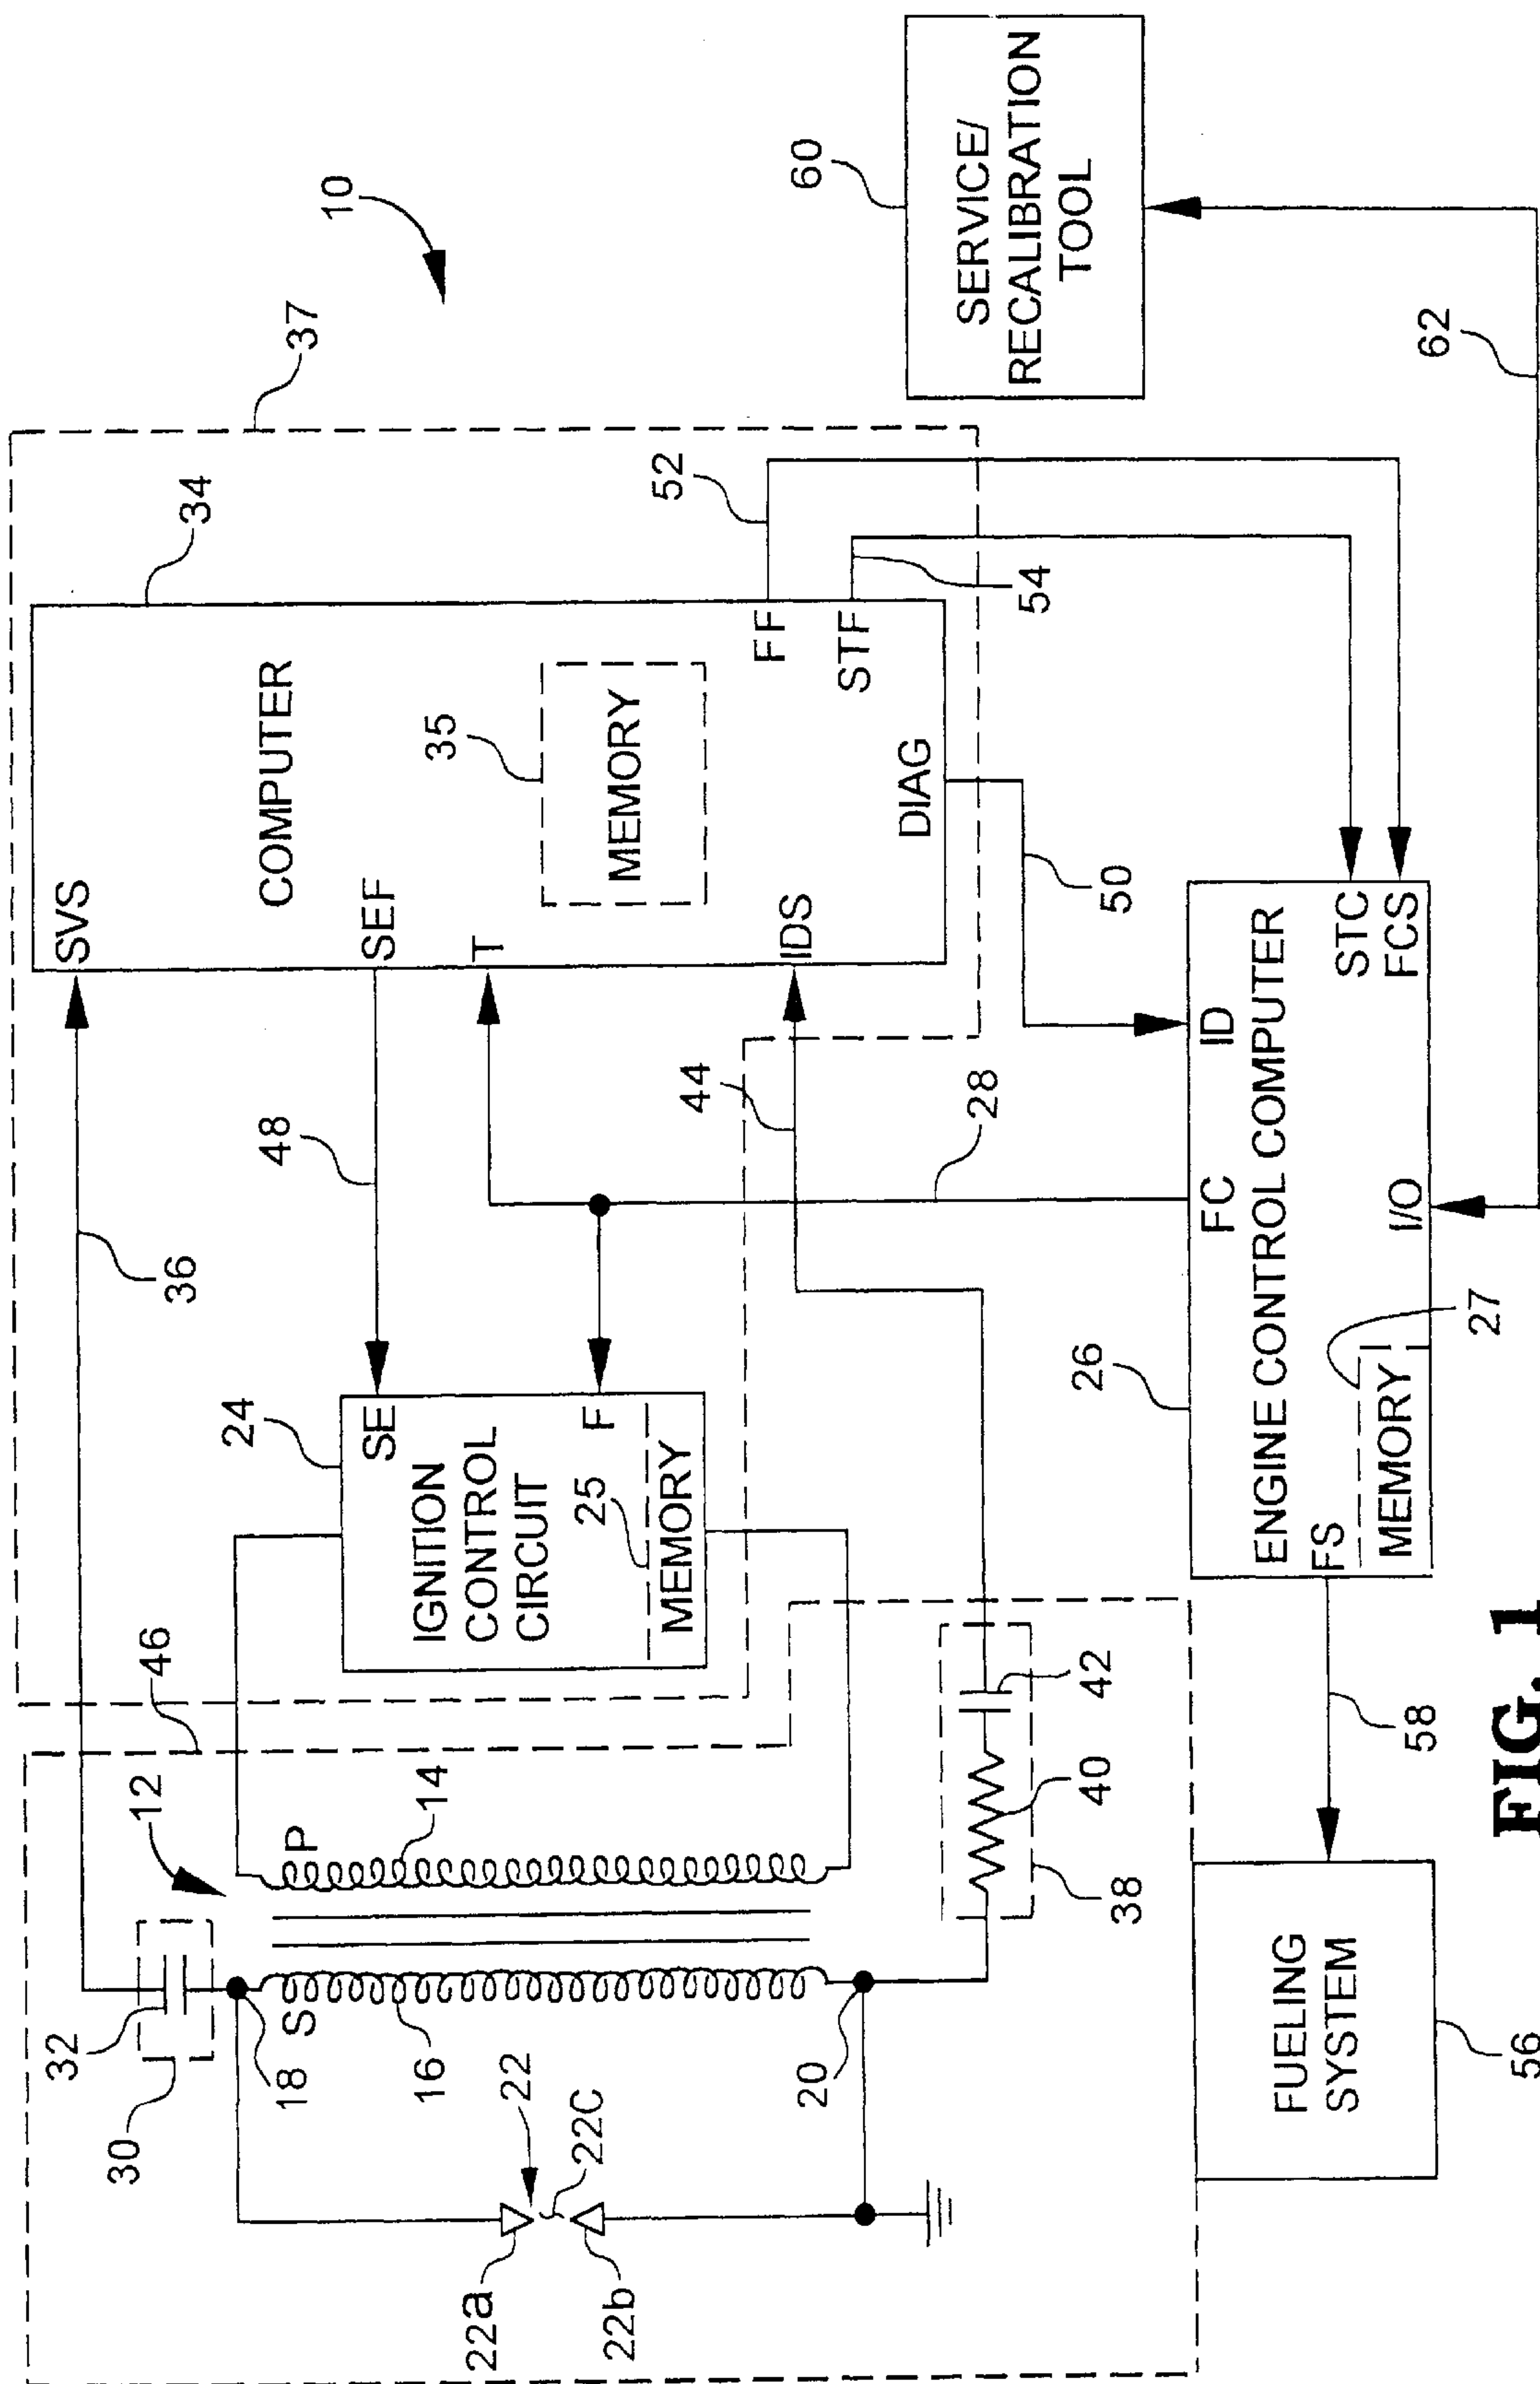 10
12
46
37
34
32
30
18
S
16
P
14
20
22
22a
22b
22C
36
48
24
SE
IGNITION
CONTROL
CIRCUIT
F
25
MEMORY
SVS
SEF
T
IDS
COMPUTER
35
MEMORY
FF
STF
DIAG
52
54
50
44
28
38
40
42
26
FC
ID
ENGINE CONTROL COMPUTER
STC
FCS
FS
MEMORY
27
I/O
58
FUELING
SYSTEM
56
60
SERVICE/
RECALIBRATION
TOOL
62
FIG. 1